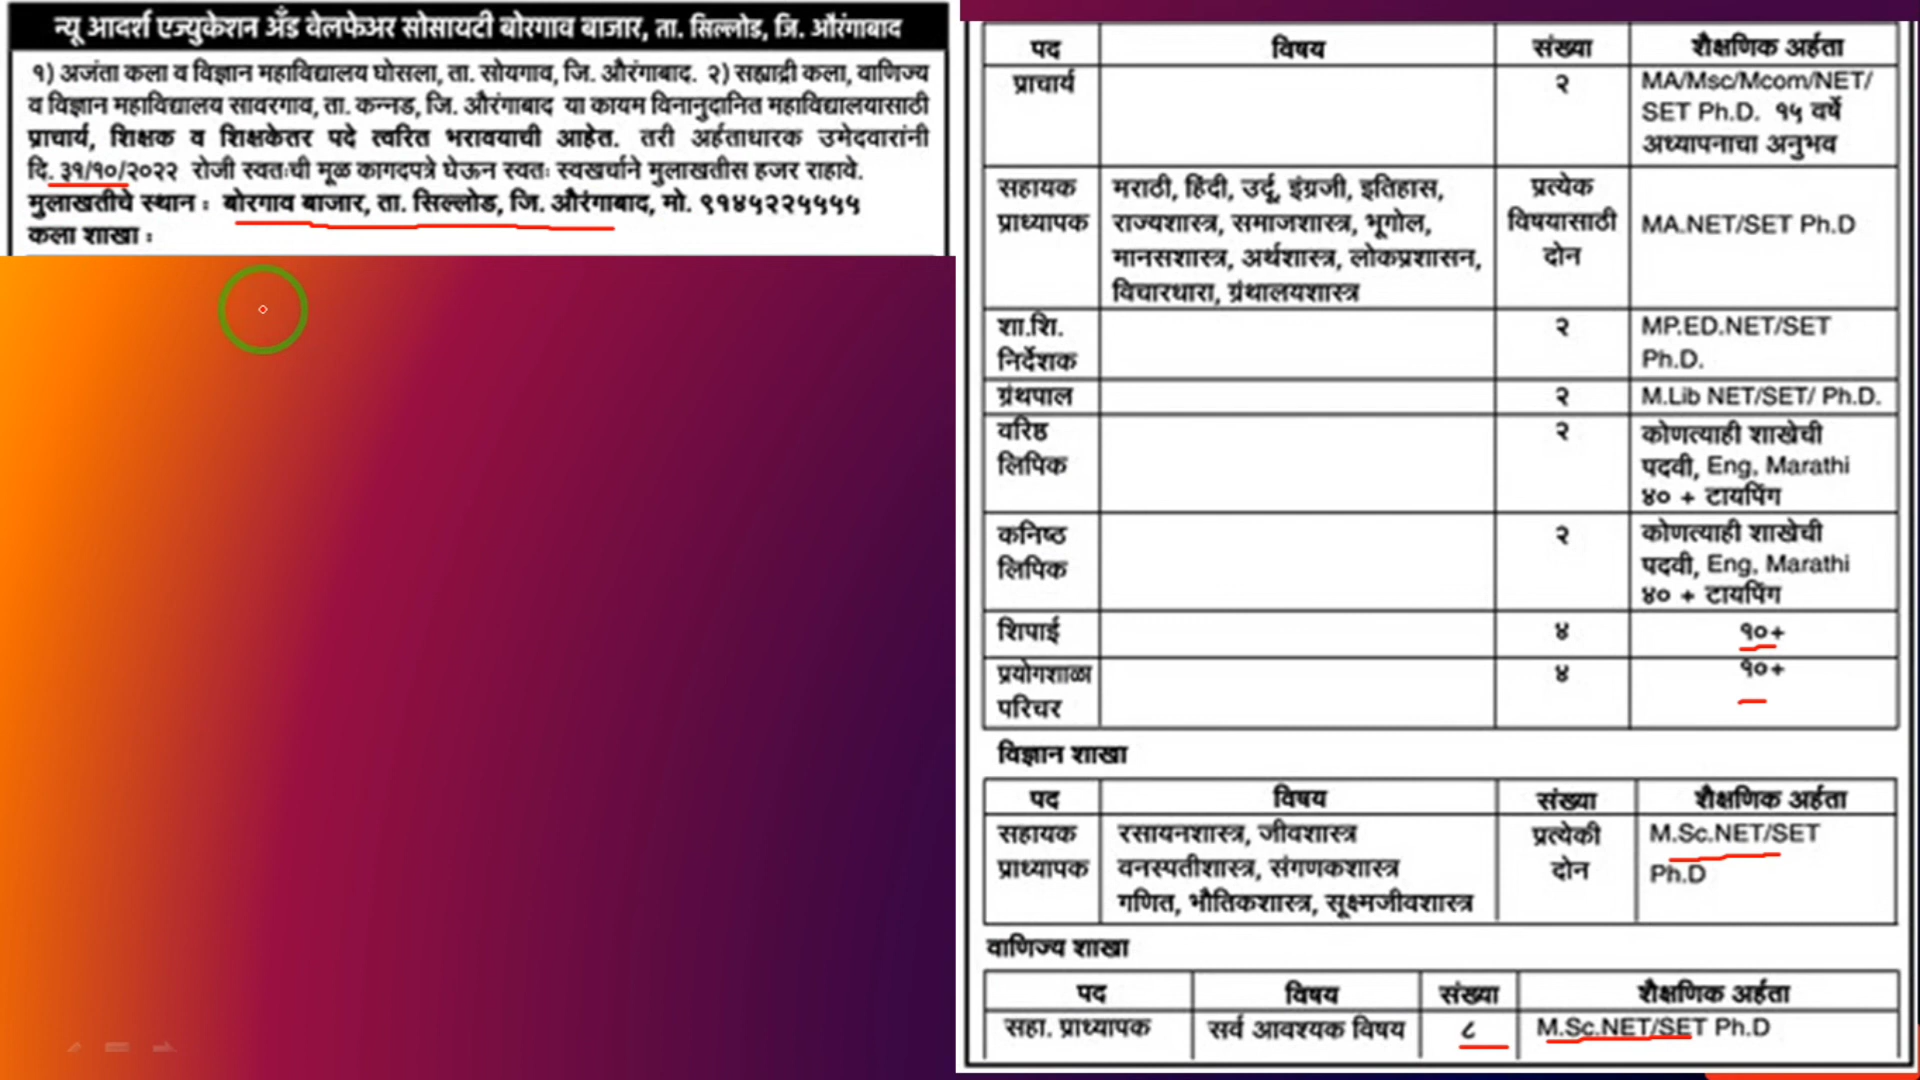 न्यू आदर्श एज्युकेशन अँड वेलफेअर सोसायटी बोरगाव बाजार, ता. सिल्लोड, जि. औरंगाबाद
१) अजंता कला व विज्ञान महाविद्यालय घोसला, ता. सोयगाव, जि. औरंगाबाद. २) सह्याद्री कला, वाणिज्य
व विज्ञान महाविद्यालय सावरगाव, ता. कन्नड, जि. औरंगाबाद या कायम विनानुदानित महाविद्यालयासाठी
प्राचार्य, शिक्षक व शिक्षकेतर पदे त्वरित भरावयाची आहेत. तरी अर्हताधारक उमेदवारांनी
दि. ३१/१०/२०२२ रोजी स्वतःची मूळ कागदपत्रे घेऊन स्वतः स्वखर्चाने मुलाखतीस हजर राहावे.
मुलाखतीचे स्थान : बोरगाव बाजार, ता. सिल्लोड, जि. औरंगाबाद, मो. ९१४५२२५५५५
कला शाखा :
पद विषय संख्या शैक्षणिक अर्हता
प्राचार्य २ MA/Msc/Mcom/NET/
SET Ph.D. १५ वर्षे
अध्यापनाचा अनुभव
सहायक मराठी, हिंदी, उर्दू, इंग्रजी, इतिहास, प्रत्येक
प्राध्यापक राज्यशास्त्र, समाजशास्त्र, भूगोल, विषयासाठी MA.NET/SET Ph.D
मानसशास्त्र, अर्थशास्त्र, लोकप्रशासन, दोन
विचारधारा, ग्रंथालयशास्त्र
शा.शि. २ MP.ED.NET/SET
निर्देशक Ph.D.
ग्रंथपाल २ M.Lib NET/SET/ Ph.D.
वरिष्ठ २ कोणत्याही शाखेची
लिपिक पदवी, Eng, Marathi
४० + टायपिंग
कनिष्ठ २ कोणत्याही शाखेची
लिपिक पदवी, Eng, Marathi
४० + टायपिंग
शिपाई ४ १०+
प्रयोगशाळा ४ १०+
परिचर
विज्ञान शाखा
पद विषय संख्या शैक्षणिक अर्हता
सहायक रसायनशास्त्र, जीवशास्त्र प्रत्येकी M.Sc.NET/SET
प्राध्यापक वनस्पतीशास्त्र, संगणकशास्त्र दोन Ph.D
गणित, भौतिकशास्त्र, सूक्ष्मजीवशास्त्र
वाणिज्य शाखा
पद विषय संख्या शैक्षणिक अर्हता
सहा. प्राध्यापक सर्व आवश्यक विषय ८ M.Sc.NET/SET Ph.D